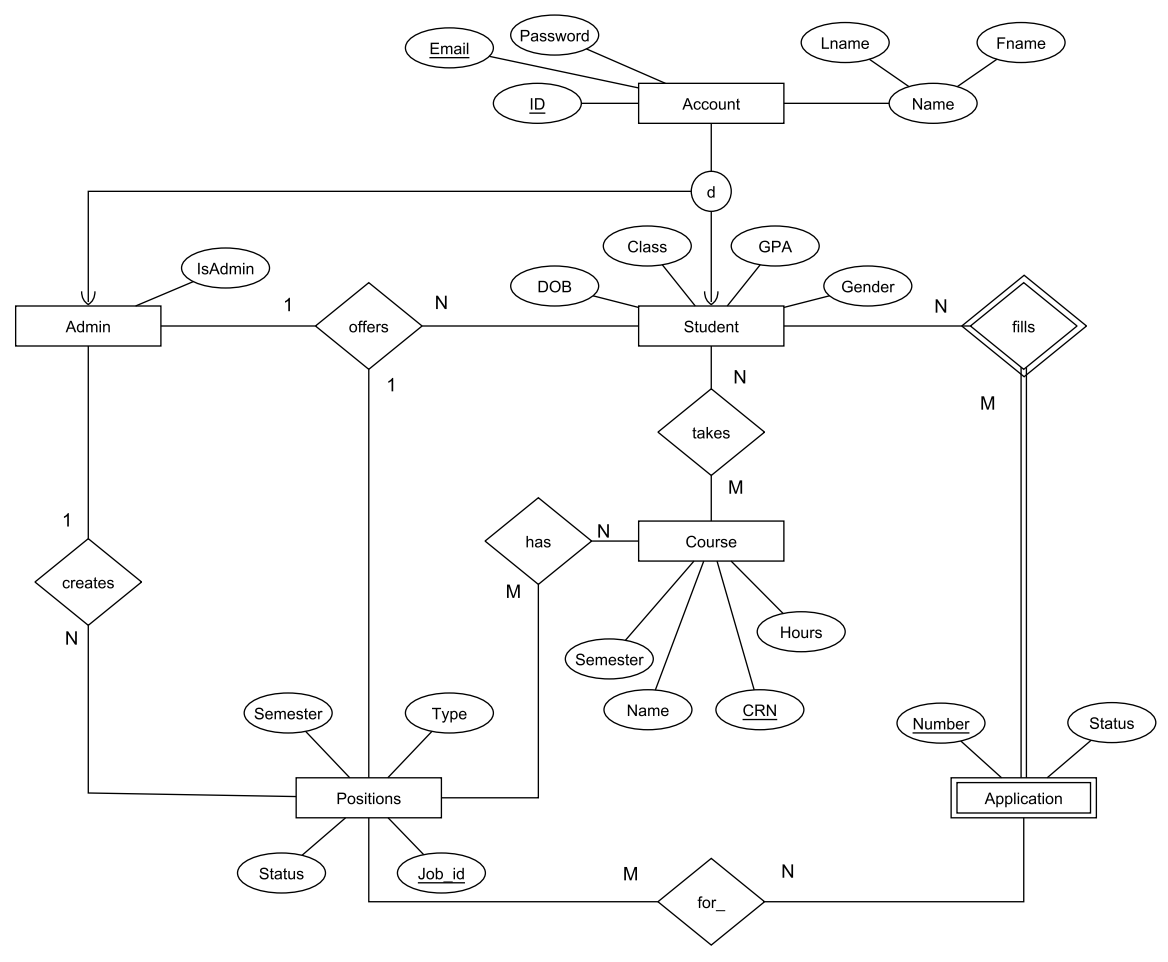 Password
Lname
Fname
Email
ID
Account
Name
d
Class
GPA
IsAdmin
DOB
Gender
1
N
N
Admin
offers
Student
fills
1
N
M
takes
M
1
N
has
Course
creates
M
N
Hours
Semester
Semester
Type
Name
CRN
Number
Status
Positions
Application
Status
Job_id
M
N
for_